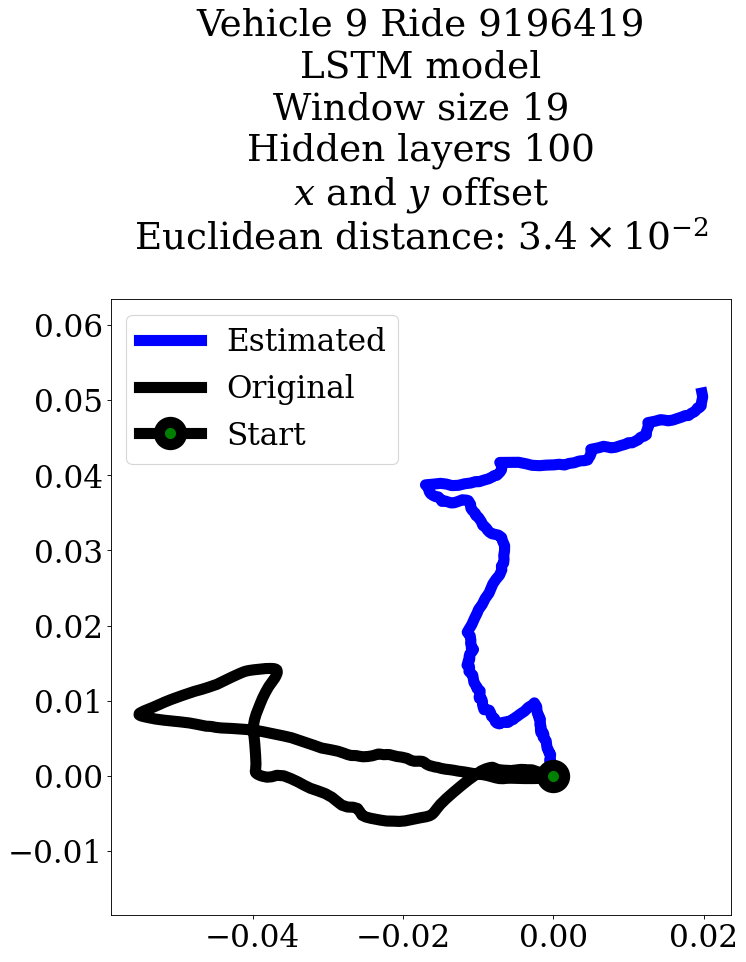 Vehicle 9 Ride 9196419
LSTM model
Window size 19
Hidden layers 100
x and y offset
Euclidean distance: 3.4 × 10⁻²
Estimated
Original
Start
0.06
0.05
0.04
0.03
0.02
0.01
0.00
−0.01
−0.04 −0.02 0.00 0.02